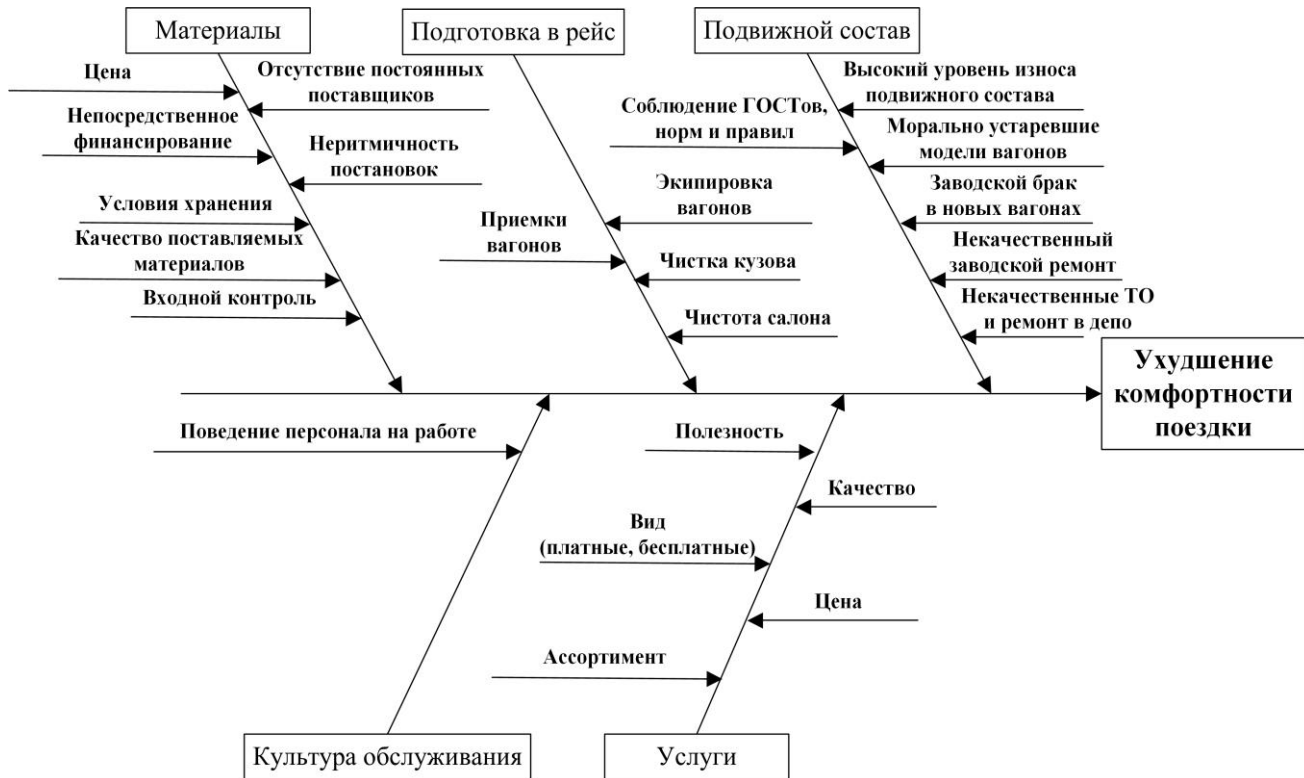 Материалы
Подготовка в рейс
Подвижной состав
Цена
Отсутствие постоянных
поставщиков
Непосредственное
финансирование
Неритмичность
постановок
Условия хранения
Качество поставляемых
материалов
Входной контроль
Приемки
вагонов
Экипировка
вагонов
Чистка кузова
Чистота салона
Соблюдение ГОСТов,
норм и правил
Высокий уровень износа
подвижного состава
Морально устаревшие
модели вагонов
Заводской брак
в новых вагонах
Некачественный
заводской ремонт
Некачественные ТО
и ремонт в депо
Ухудшение
комфортности
поездки
Поведение персонала на работе
Полезность
Качество
Вид
(платные, бесплатные)
Цена
Ассортимент
Культура обслуживания
Услуги